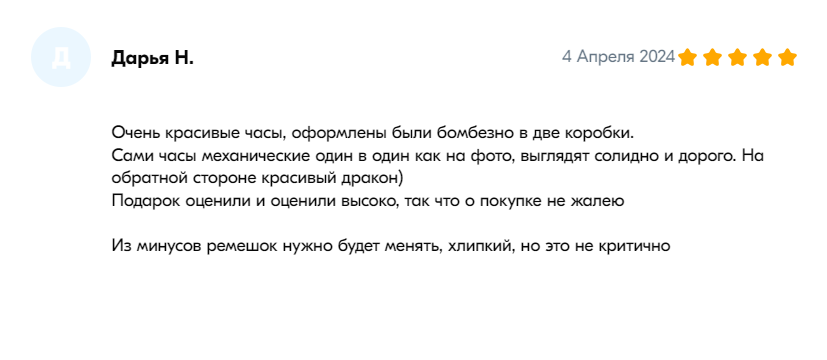 Д
Дарья Н.
4 Апреля 2024
Очень красивые часы, оформлены были бомбезно в две коробки.
Сами часы механические один в один как на фото, выглядят солидно и дорого. На
обратной стороне красивый дракон)
Подарок оценили и оценили высоко, так что о покупке не жалею
Из минусов ремешок нужно будет менять, хлипкий, но это не критично